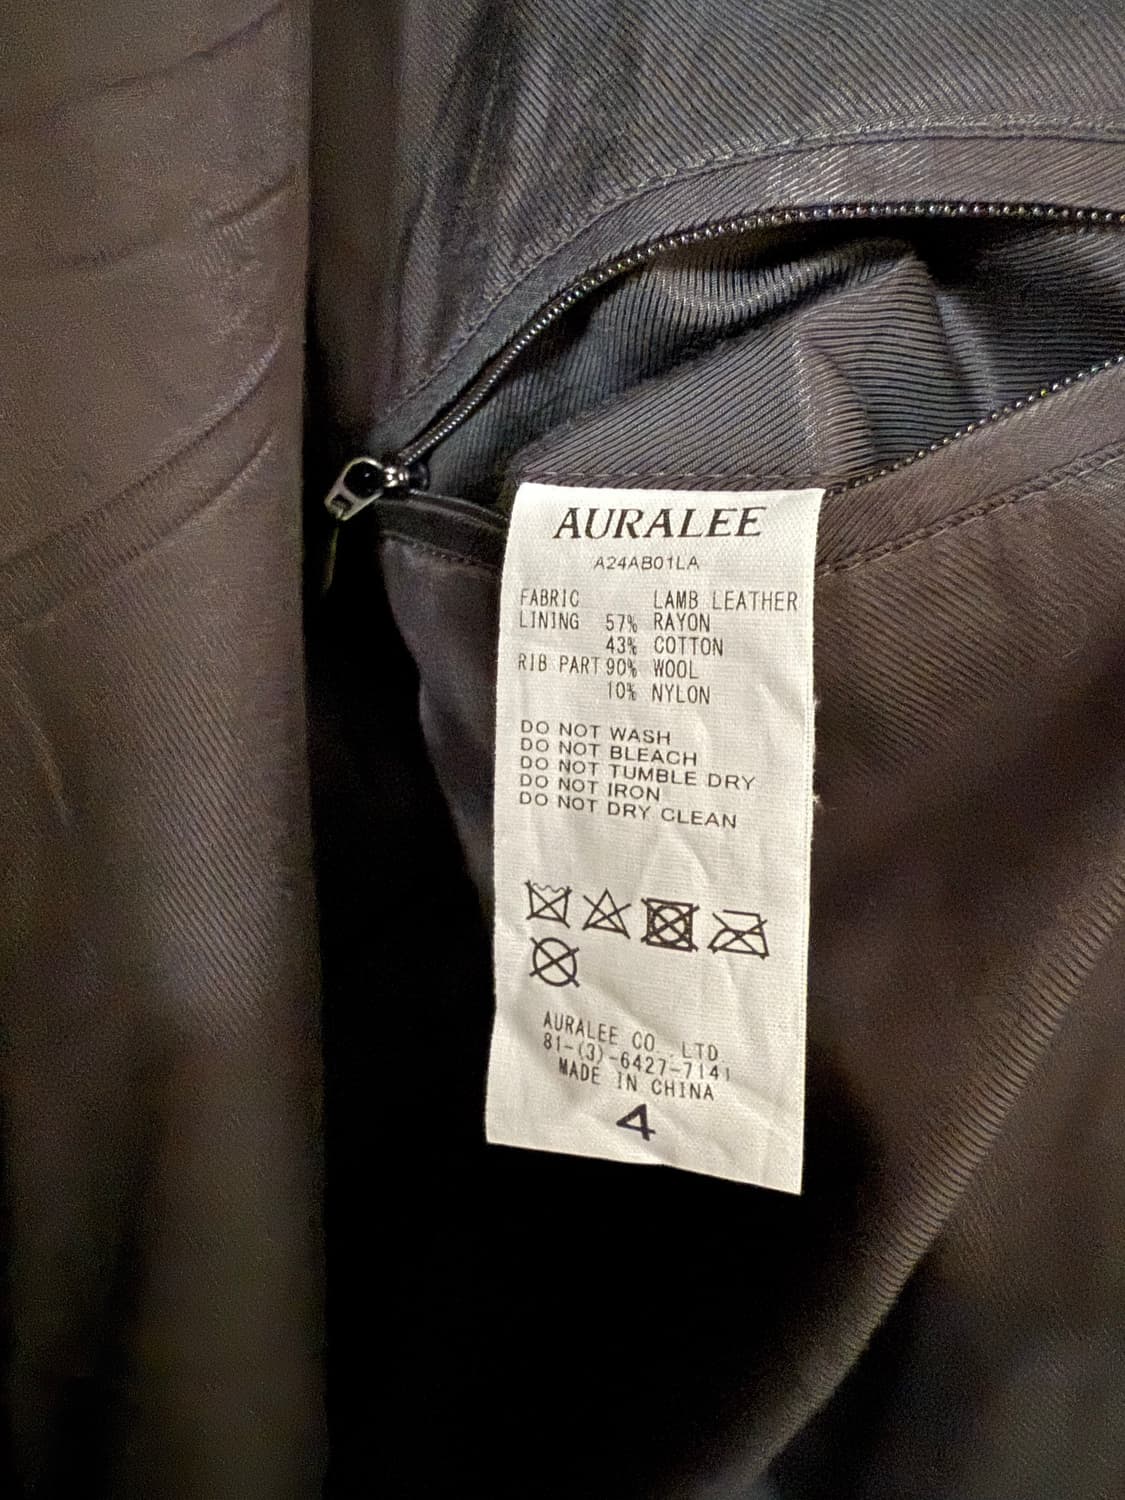 AURALEE
A24AB01LA
FABRIC LAMB LEATHER
LINING 57% RAYON
43% COTTON
RIB PART 90% WOOL
10% NYLON
DO NOT WASH
DO NOT BLEACH
DO NOT TUMBLE DRY
DO NOT IRON
DO NOT DRY CLEAN
AURALEE CO. LTD
81-(3)-6427-7141
MADE IN CHINA
4